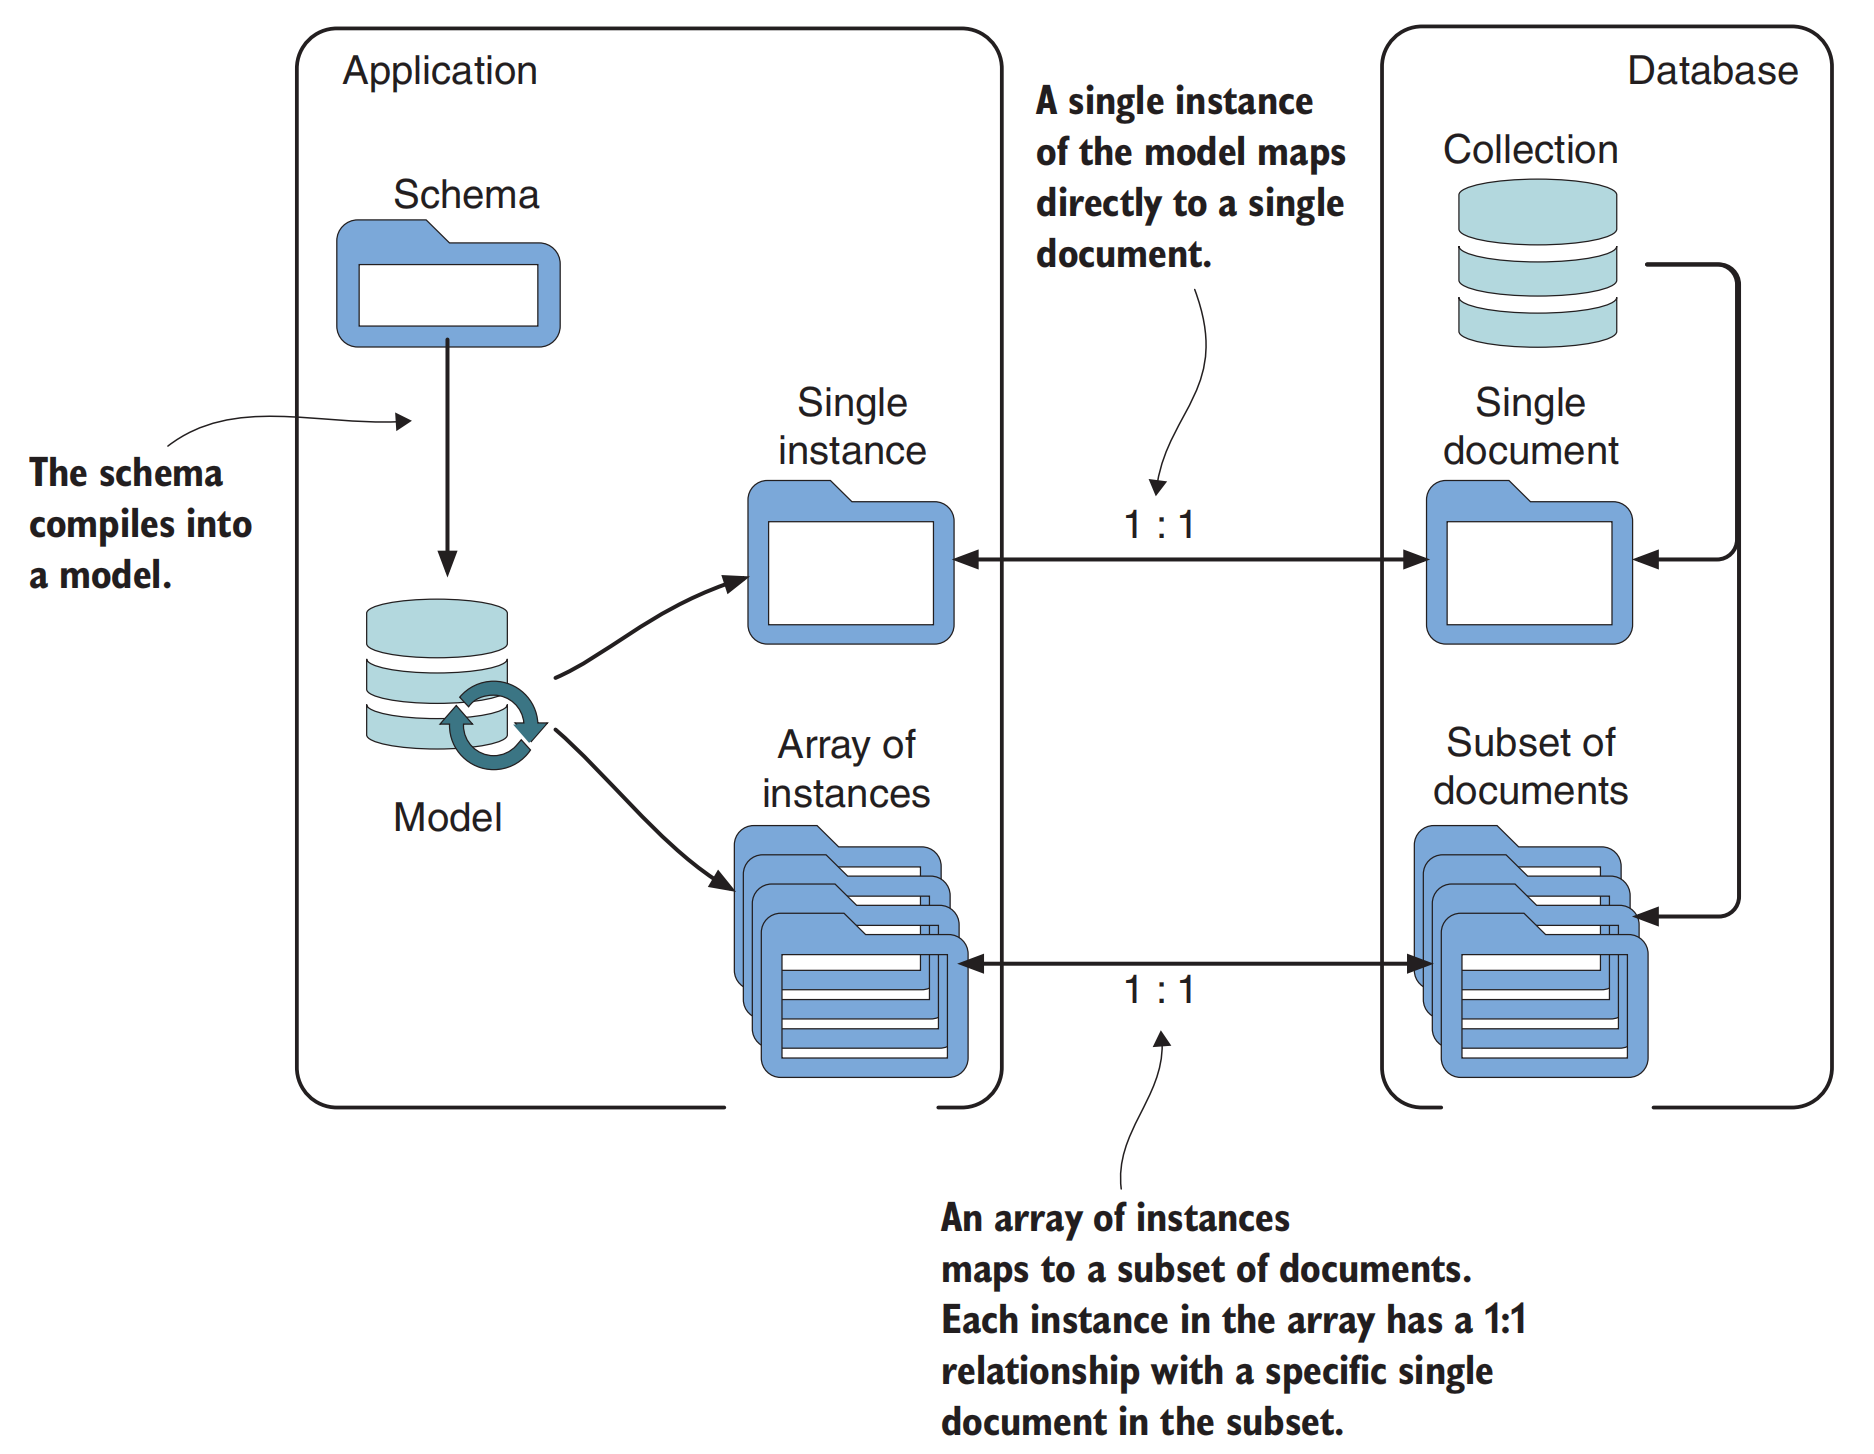 Application
Database
A single instance
of the model maps
directly to a single
document.
Collection
Schema
Single
instance
Single
document
The schema
compiles into
a model.
1 : 1
Array of
instances
Subset of
documents
Model
1 : 1
An array of instances
maps to a subset of documents.
Each instance in the array has a 1:1
relationship with a specific single
document in the subset.